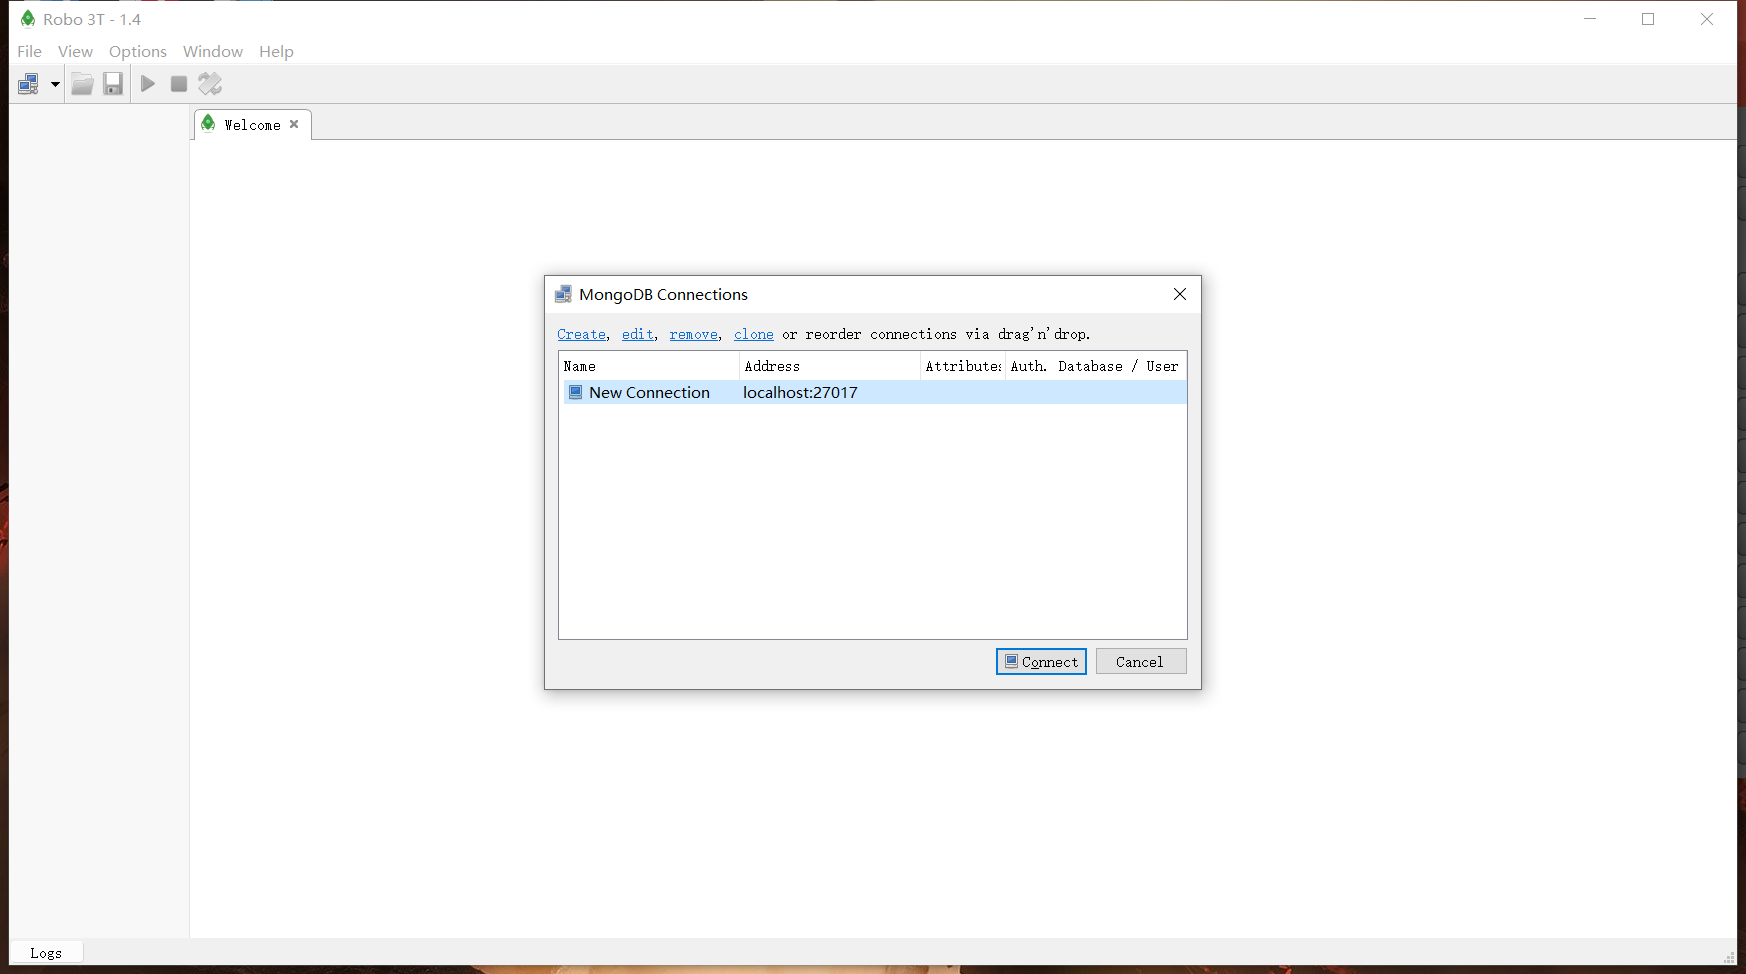 Robo 3T - 1.4
File View Options Window Help
Welcome
MongoDB Connections
Create, edit, remove, clone or reorder connections via drag'n'drop.
Name Address Attributes Auth. Database / User
New Connection localhost:27017
Connect Cancel
Logs